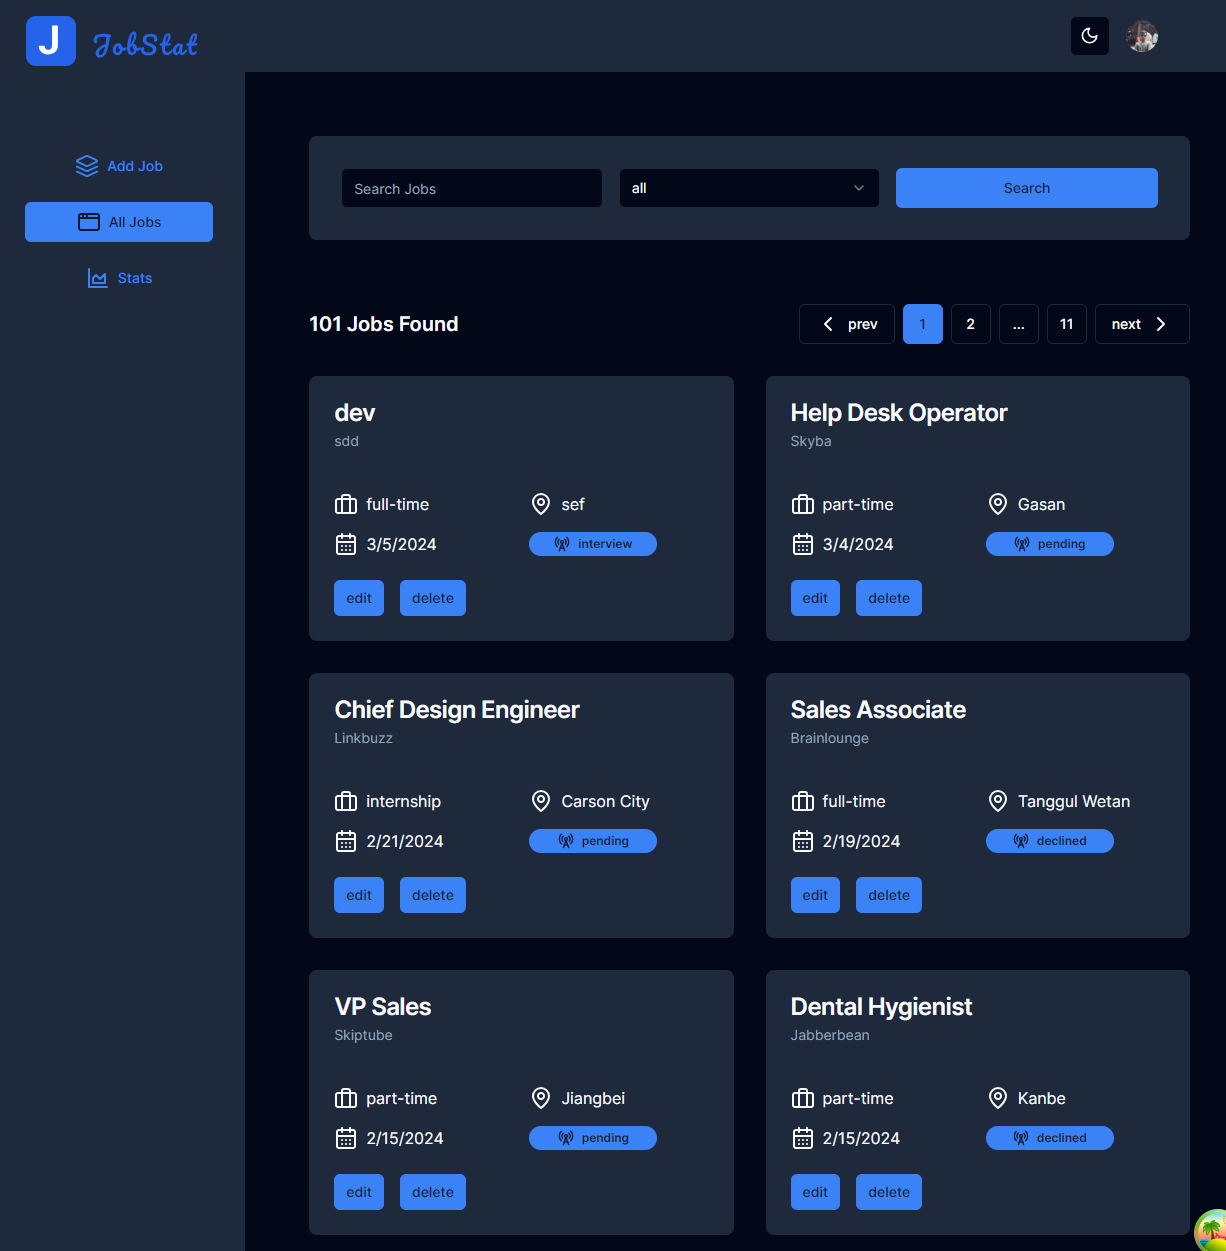 J JobStat
Add Job
All Jobs
Stats
Search Jobs
all
Search
101 Jobs Found
prev 1 2 ... 11 next
dev
sdd
full-time
sef
3/5/2024
interview
edit delete
Help Desk Operator
Skyba
part-time
Gasan
3/4/2024
pending
edit delete
Chief Design Engineer
Linkbuzz
internship
Carson City
2/21/2024
pending
edit delete
Sales Associate
Brainlounge
full-time
Tanggul Wetan
2/19/2024
declined
edit delete
VP Sales
Skiptube
part-time
Jiangbei
2/15/2024
pending
edit delete
Dental Hygienist
Jabberbean
part-time
Kanbe
2/15/2024
declined
edit delete